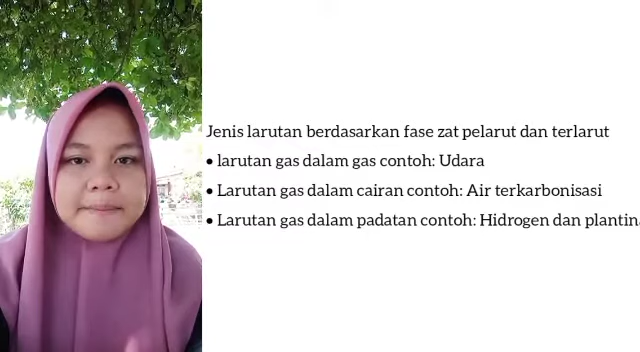 Jenis larutan berdasarkan fase zat pelarut dan terlarut
• larutan gas dalam gas contoh: Udara
• Larutan gas dalam cairan contoh: Air terkarbonisasi
• Larutan gas dalam padatan contoh: Hidrogen dan